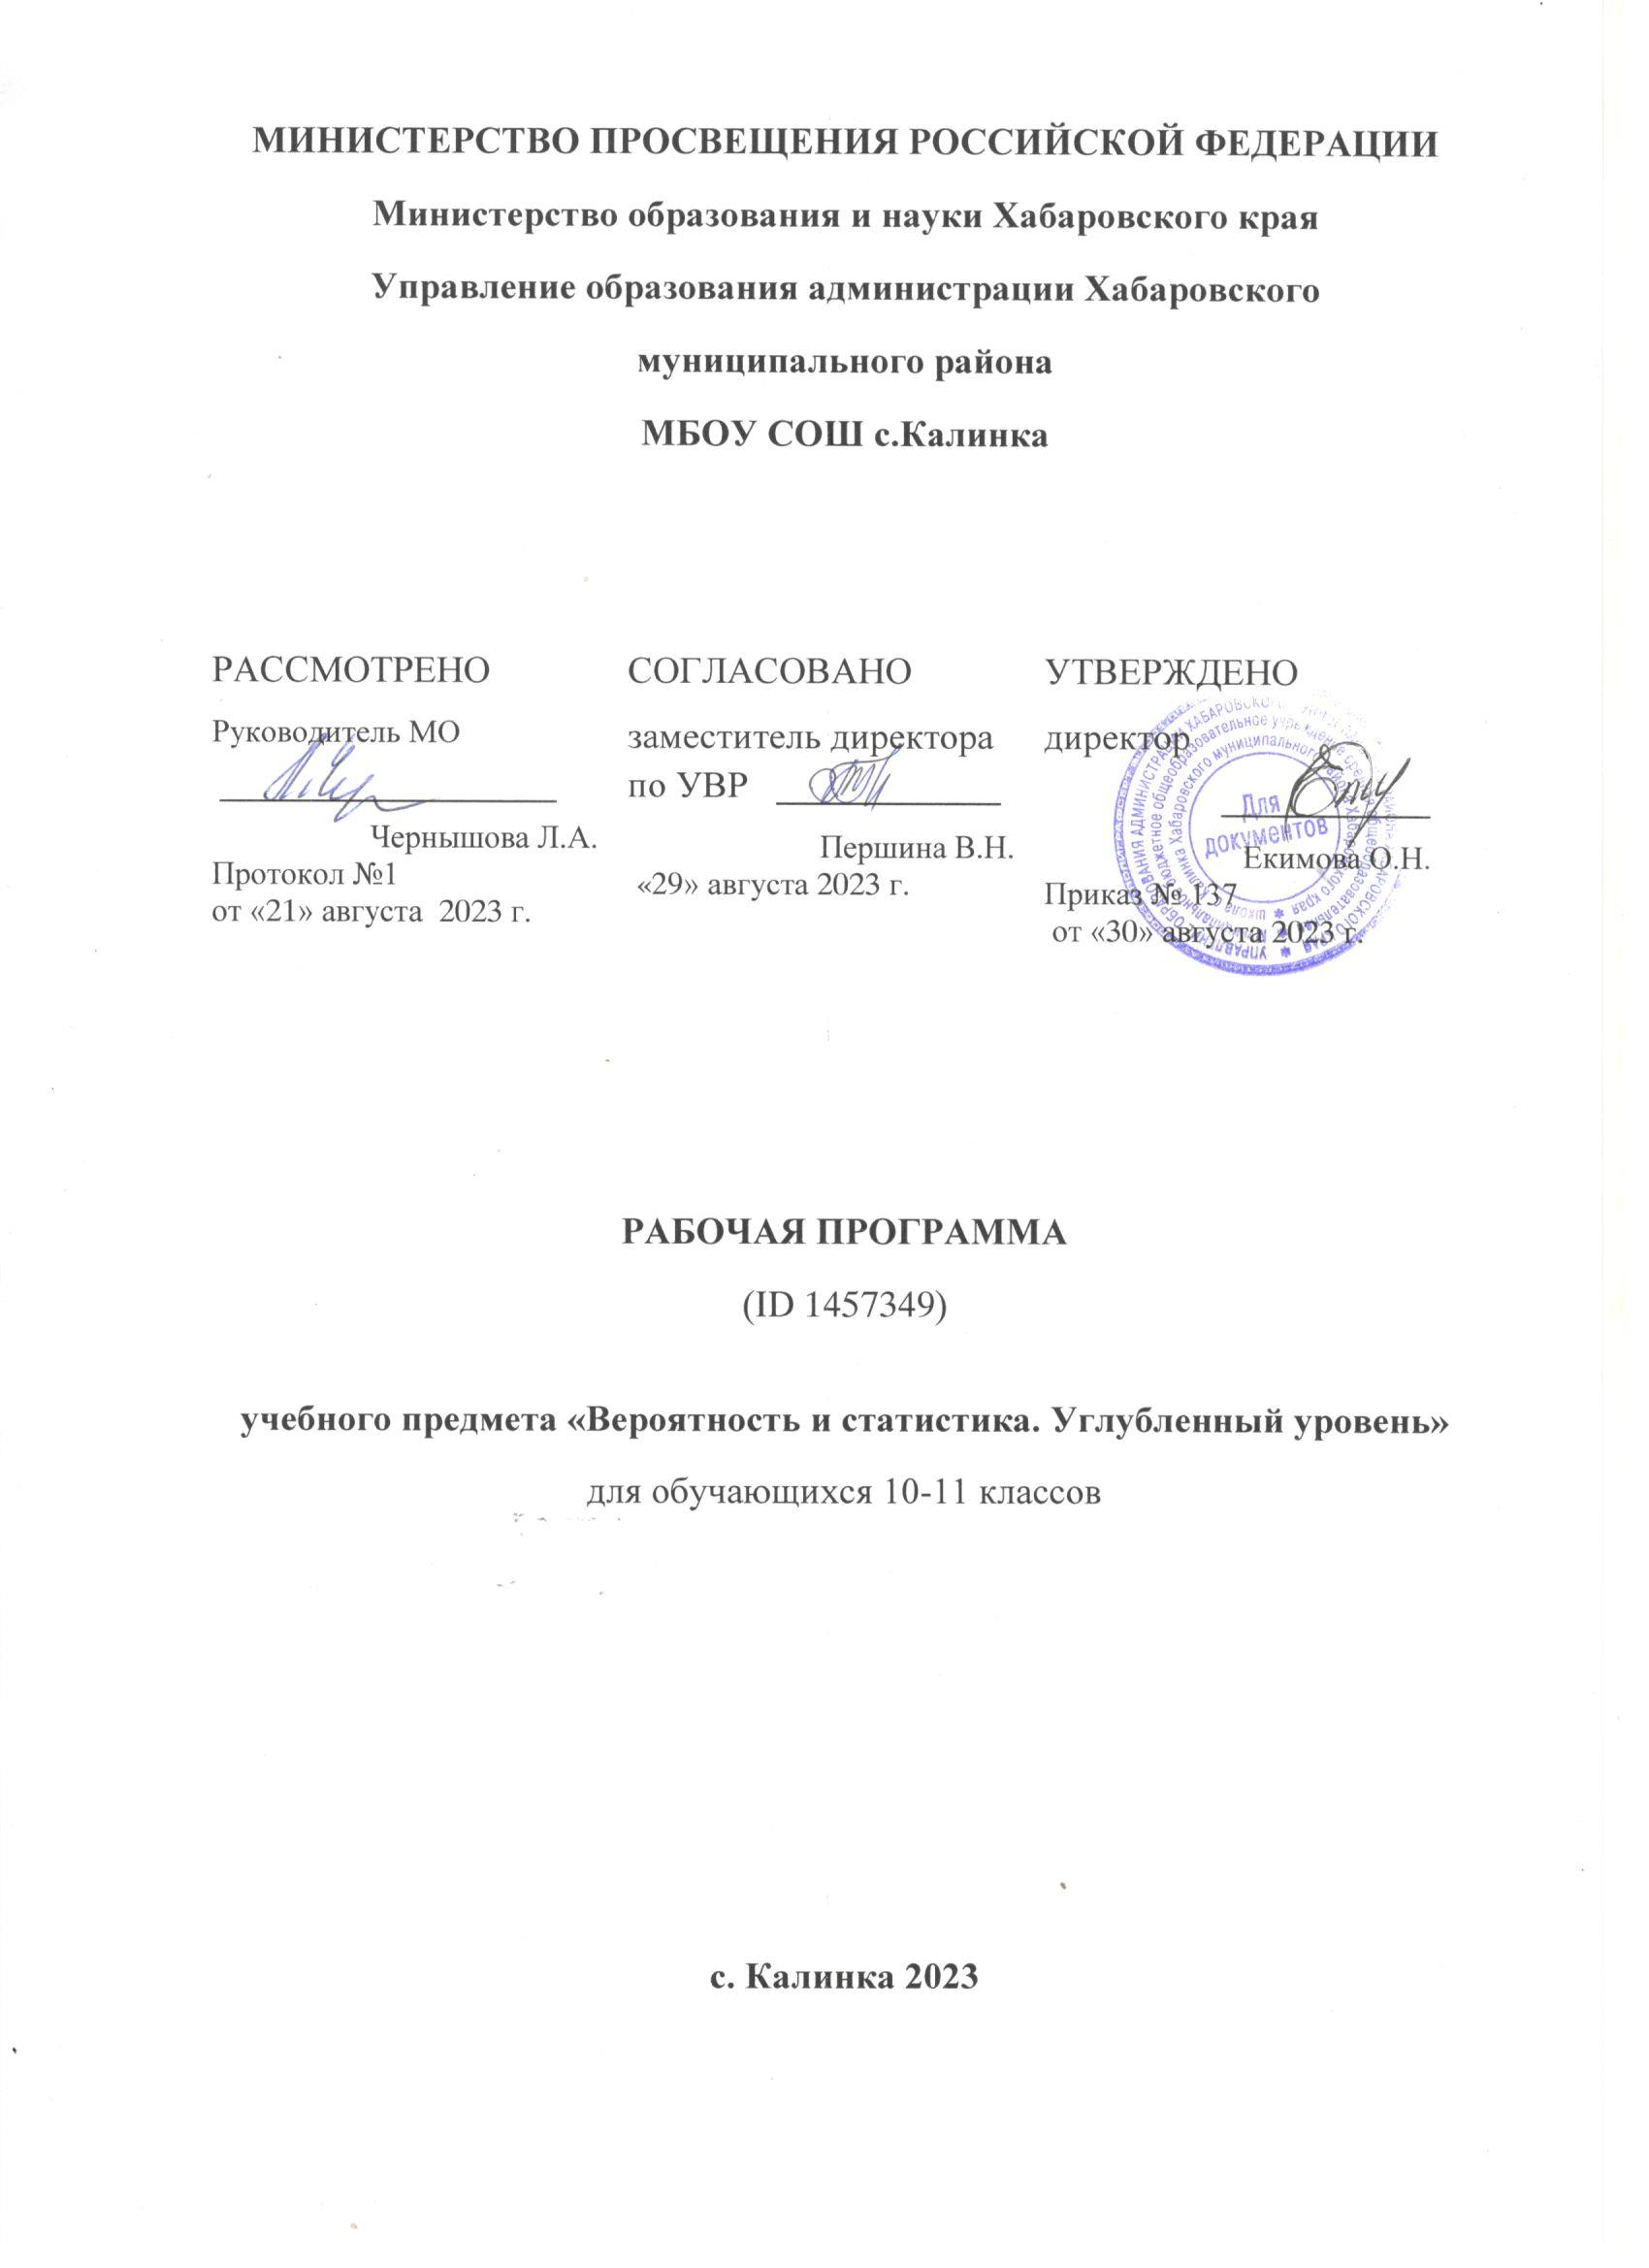 МИНИСТЕРСТВО ПРОСВЕЩЕНИЯ РОССИЙСКОЙ ФЕДЕРАЦИИ
Министерство образования и науки Хабаровского края
Управление образования администрации Хабаровского
муниципального района
МБОУ СОШ с.Калинка
РАССМОТРЕНО
Руководитель МО
Чернышова Л.А.
Протокол №1
от «21» августа 2023 г.
СОГЛАСОВАНО
заместитель директора
по УВР
Першина В.Н.
«29» августа 2023 г.
УТВЕРЖДЕНО
директор
Екимова О.Н.
Приказ № 137
от «30» августа 2023 г.
Для
документов
РАБОЧАЯ ПРОГРАММА
(ID 1457349)
учебного предмета «Вероятность и статистика. Углубленный уровень»
для обучающихся 10-11 классов
с. Калинка 2023